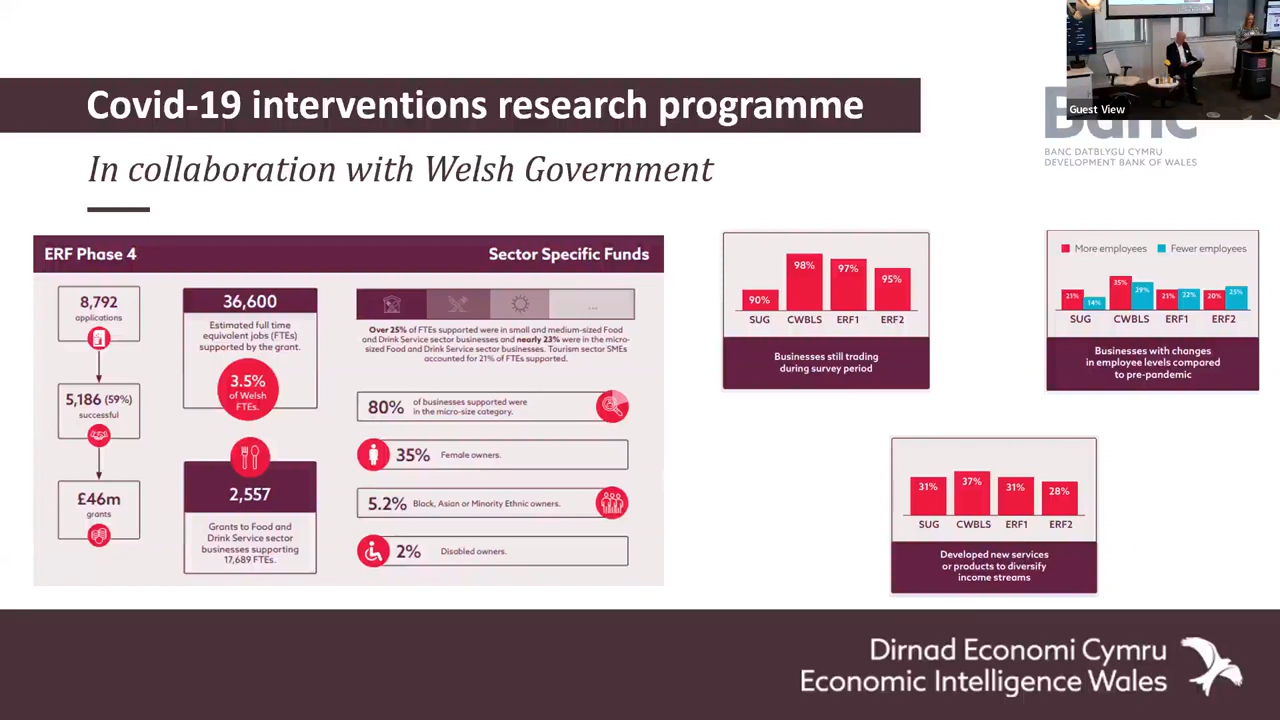 Covid-19 interventions research programme
In collaboration with Welsh Government
Guest View
Banc
BANC DATBLYGU CYMRU
DEVELOPMENT BANK OF WALES
ERF Phase 4
Sector Specific Funds
8,792
applications
5,186 (59%)
successful
£46m
grants
36,600
Estimated full time
equivalent jobs (FTEs)
supported by the grant.
3.5%
of Welsh
FTEs.
2,557
Grants to Food and
Drink Service sector
businesses supporting
17,689 FTEs.
...
Over 25% of FTEs supported were in small and medium-sized Food
and Drink Service sector businesses and nearly 23% were in the micro-
sized Food and Drink Service sector businesses. Tourism sector SMEs
accounted for 21% of FTEs supported.
80%
of businesses supported were
in the micro-size category.
35% Female owners.
5.2% Black, Asian or Minority Ethnic owners.
2% Disabled owners.
90% 98% 97% 95%
SUG CWBLS ERF1 ERF2
Businesses still trading
during survey period
More employees Fewer employees
21% 14% 35% 29% 21% 22% 20% 25%
SUG CWBLS ERF1 ERF2
Businesses with changes
in employee levels compared
to pre-pandemic
31% 37% 31% 28%
SUG CWBLS ERF1 ERF2
Developed new services
or products to diversify
income streams
Dirnad Economi Cymru
Economic Intelligence Wales